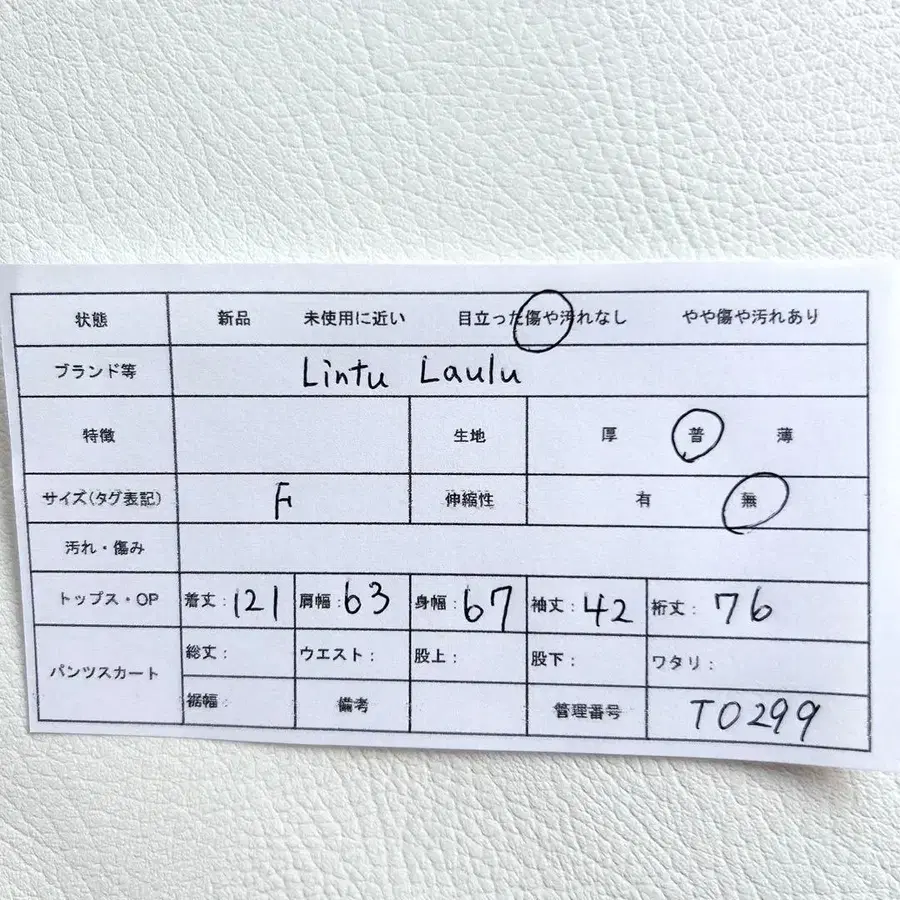 状態 新品 未使用に近い 目立った傷や汚れなし やや傷や汚れあり
ブランド等 Lintu Laulu
特徴 生地 厚 普 薄
サイズ(タグ表記) F 伸縮性 有 無
汚れ・傷み
トップス・OP 着丈:121 肩幅:63 身幅:67 袖丈:42 裄丈:76
パンツスカート 総丈: ウエスト: 股上: 股下: ワタリ:
裾幅: 備考 管理番号 T0299